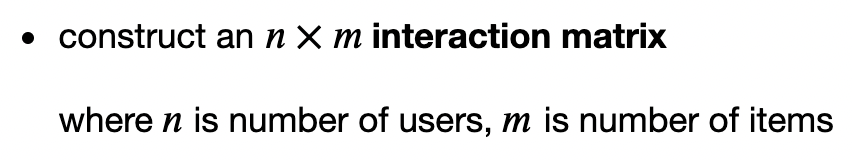 • construct an n × m interaction matrix
where n is number of users, m is number of items